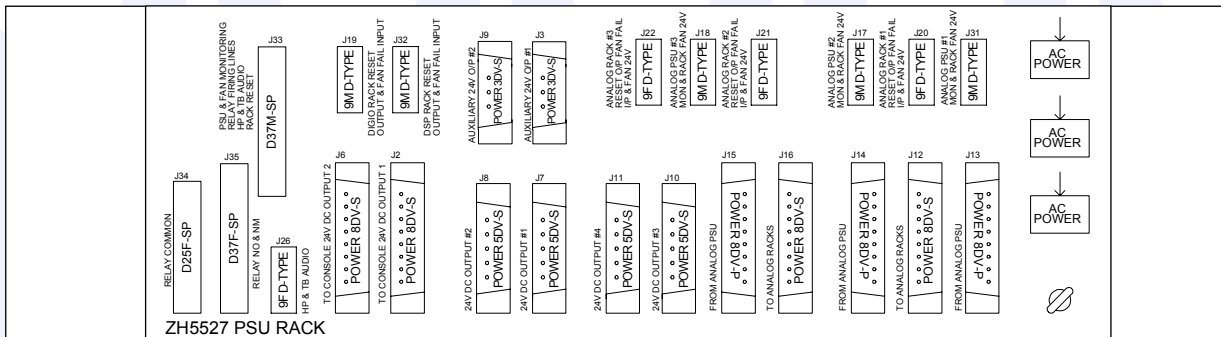 J33
D37M-SP
PSU & FAN MONITORING
RELAY FIRING LINES
HP & TB AUDIO
RACK RESET
J19
9M D-TYPE
DIGIO RACK RESET
OUTPUT & FAN FAIL INPUT
J32
9M D-TYPE
DSP RACK RESET
OUTPUT & FAN FAIL INPUT
J9
AUXILIARY 24V O/P #2
POWER 3DV-S
J3
AUXILIARY 24V O/P #1
POWER 3DV-S
ANALOG RACK #3
RESET O/P FAN FAIL
I/P & FAN 24V
J22
9F D-TYPE
ANALOG PSU #3
MON & RACK FAN 24V
J18
9M D-TYPE
ANALOG RACK #2
RESET O/P FAN FAIL
I/P & FAN 24V
J21
9F D-TYPE
ANALOG PSU #2
MON & RACK FAN 24V
J17
9M D-TYPE
ANALOG RACK #1
RESET O/P FAN FAIL
I/P & FAN 24V
J20
9F D-TYPE
ANALOG PSU #1
MON & RACK FAN 24V
J31
9M D-TYPE
AC
POWER
AC
POWER
AC
POWER
J34
RELAY COMMON
D25F-SP
J35
D37F-SP
RELAY NO & NM
J26
9F D-TYPE
HP & TB AUDIO
J6
TO CONSOLE 24V DC OUTPUT 2
POWER 8DV-S
J2
TO CONSOLE 24V DC OUTPUT 1
POWER 8DV-S
J8
24V DC OUTPUT #2
POWER 5DV-S
J7
24V DC OUTPUT #1
POWER 5DV-S
J11
24V DC OUTPUT #4
POWER 5DV-S
J10
24V DC OUTPUT #3
POWER 5DV-S
J15
FROM ANALOG PSU
POWER 8DV-P
J16
TO ANALOG RACKS
POWER 8DV-S
J14
FROM ANALOG PSU
POWER 8DV-P
J12
TO ANALOG RACKS
POWER 8DV-S
J13
FROM ANALOG PSU
POWER 8DV-P
ZH5527 PSU RACK